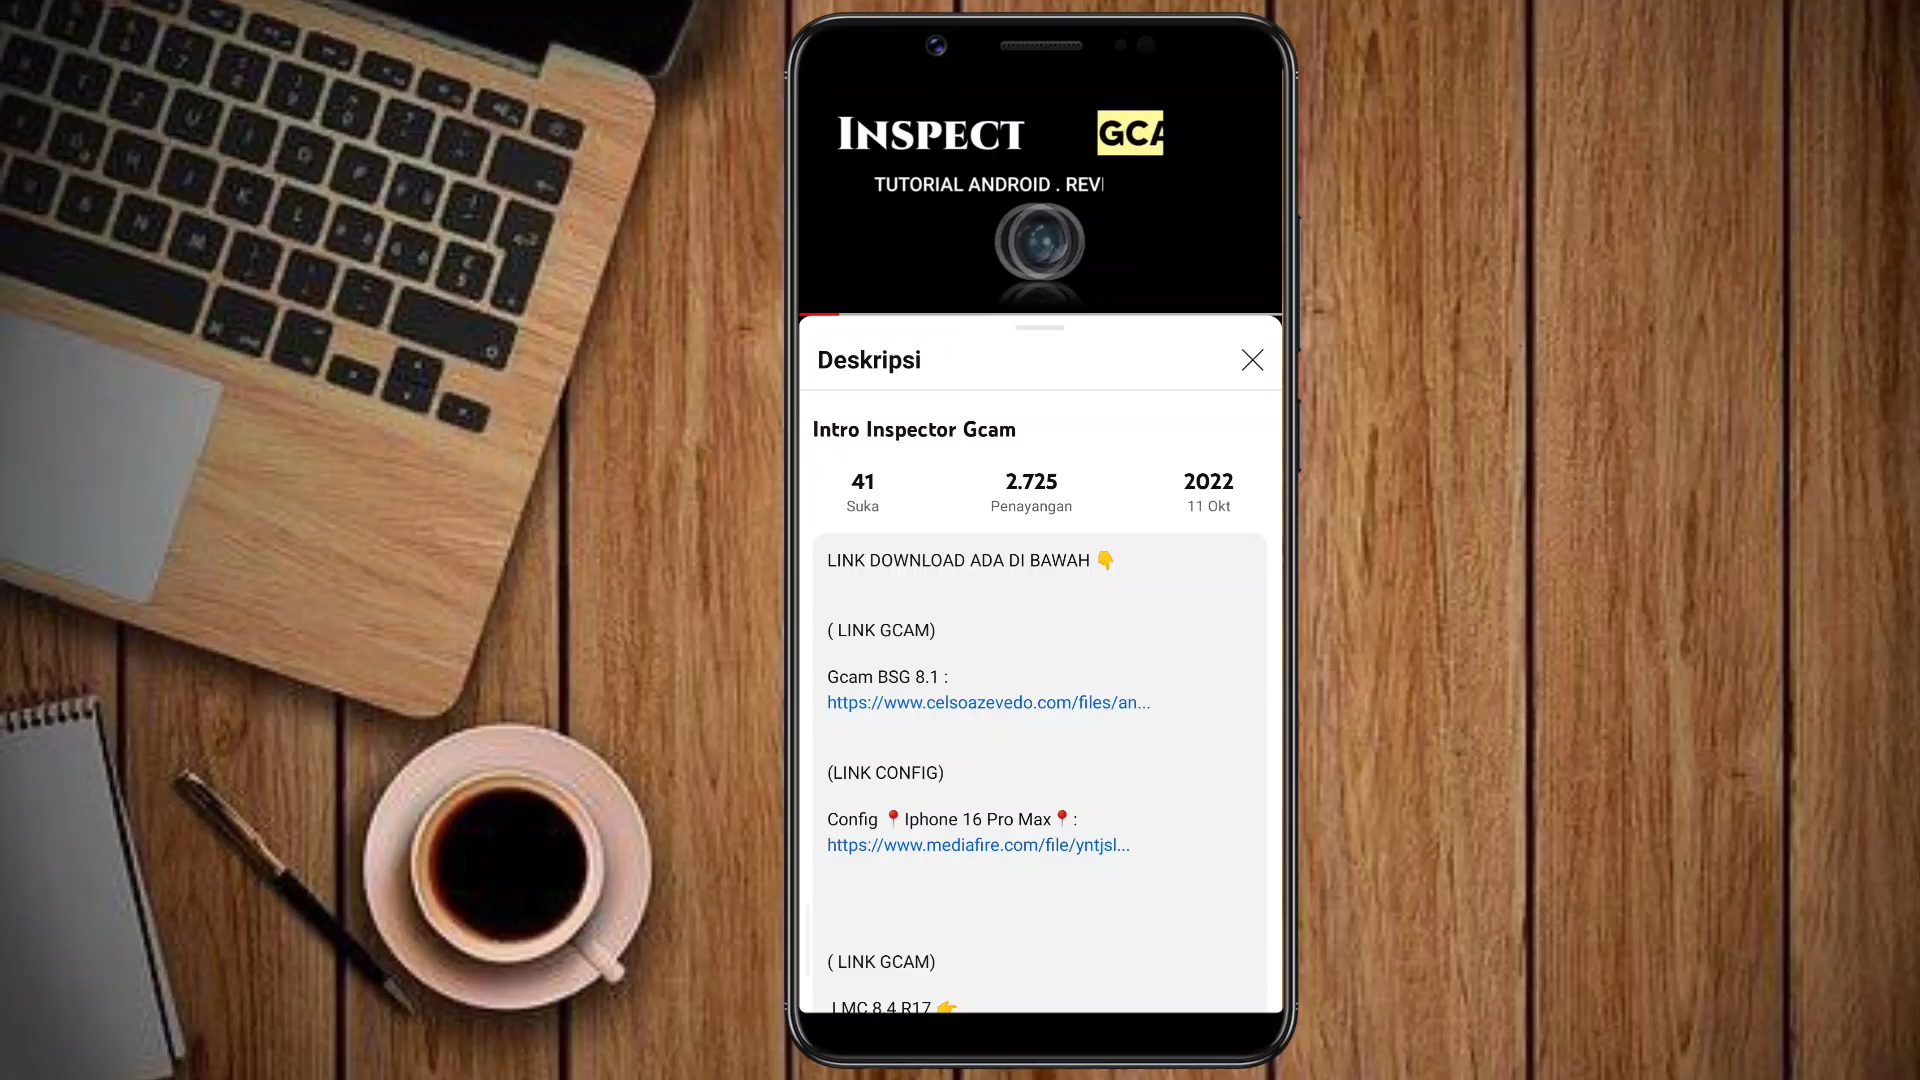 INSPECT GCA
TUTORIAL ANDROID . REV
Deskripsi
Intro Inspector Gcam
41 2.725 2022
Suka Penayangan 11 Okt
LINK DOWNLOAD ADA DI BAWAH 👇
( LINK GCAM)
Gcam BSG 8.1 :
https://www.celsoazevedo.com/files/an...
(LINK CONFIG)
Config 📍Iphone 16 Pro Max📍:
https://www.mediafire.com/file/yntjsl...
( LINK GCAM)
LMC 8.4 R17 👉